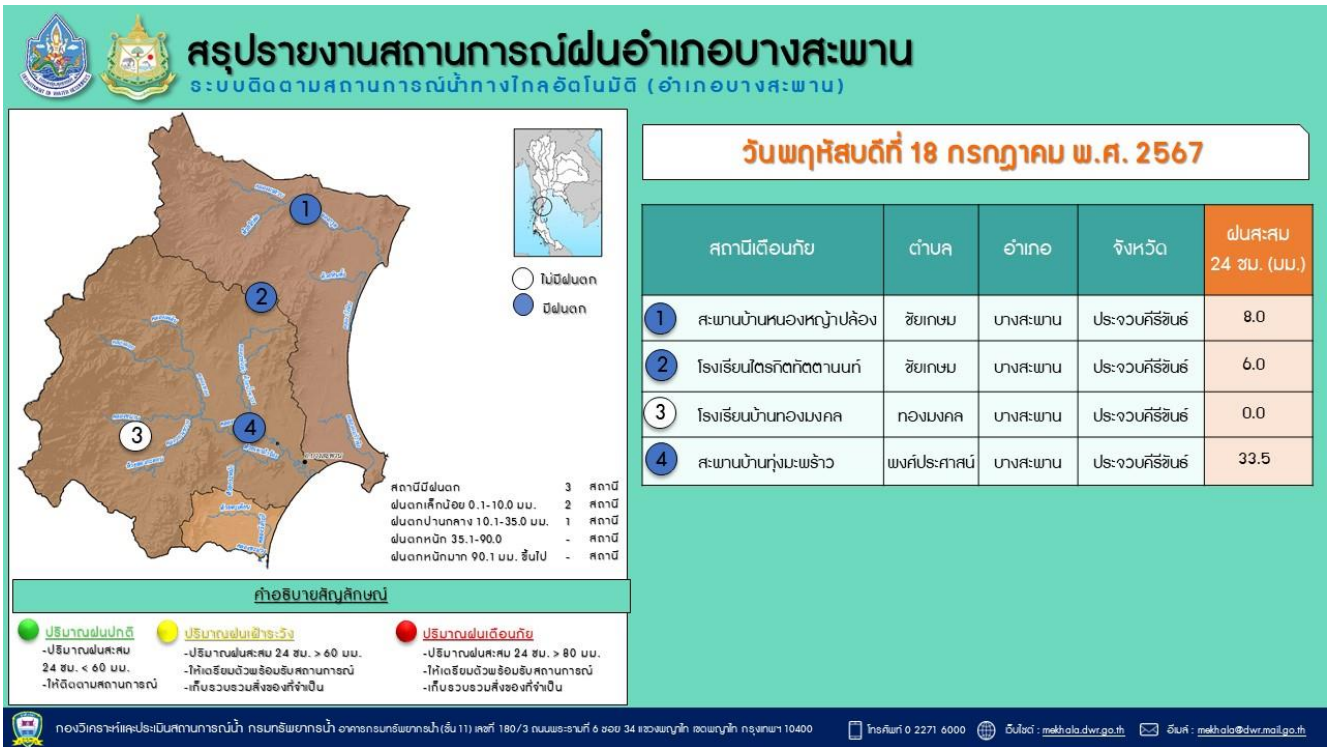 สรุปรายงานสถานการณ์ฝนอำเภอบางสะพาน
ระบบติดตามสถานการณ์น้ำทางไกลอัตโนมัติ (อำเภอบางสะพาน)
วันพฤหัสบดีที่ 18 กรกฎาคม พ.ศ. 2567
สถานีเตือนภัย ตำบล อำเภอ จังหวัด ฝนสะสม 24 ชม. (มม.)
1 สะพานบ้านหนองหญ้าปล้อง ชัยเกษม บางสะพาน ประจวบคีรีขันธ์ 8.0
2 โรงเรียนไตรกิตทัตตานนท์ ชัยเกษม บางสะพาน ประจวบคีรีขันธ์ 6.0
3 โรงเรียนบ้านทองมงคล ทองมงคล บางสะพาน ประจวบคีรีขันธ์ 0.0
4 สะพานบ้านทุ่งมะพร้าว พงศ์ประศาสน์ บางสะพาน ประจวบคีรีขันธ์ 33.5
1
2
3
4
ไม่มีฝนตก
มีฝนตก
สถานีมีฝนตก 3 สถานี
ฝนตกเล็กน้อย 0.1-10.0 มม. 2 สถานี
ฝนตกปานกลาง 10.1-35.0 มม. 1 สถานี
ฝนตกหนัก 35.1-90.0 - สถานี
ฝนตกหนักมาก 90.1 มม. ขึ้นไป - สถานี
คำอธิบายสัญลักษณ์
ปริมาณฝนปกติ
-ปริมาณฝนสะสม
24 ชม. < 60 มม.
-ให้ติดตามสถานการณ์
ปริมาณฝนเฝ้าระวัง
-ปริมาณฝนสะสม 24 ชม. > 60 มม.
-ให้เตรียมตัวพร้อมรับสถานการณ์
-เก็บรวบรวมสิ่งของที่จำเป็น
ปริมาณฝนเตือนภัย
-ปริมาณฝนสะสม 24 ชม. > 80 มม.
-ให้เตรียมตัวพร้อมรับสถานการณ์
-เก็บรวบรวมสิ่งของที่จำเป็น
กองวิเคราะห์และประเมินสถานการณ์น้ำ กรมทรัพยากรน้ำ อาคารกรมทรัพยากรน้ำ (ชั้น 11) เลขที่ 180/3 ถนนพระรามที่ 6 ซอย 34 แขวงพญาไท เขตพญาไท กรุงเทพฯ 10400 โทรศัพท์ 0 2271 6000 เว็บไซต์ : mekhala.dwr.go.th อีเมล์ : mekhala@dwr.mail.go.th